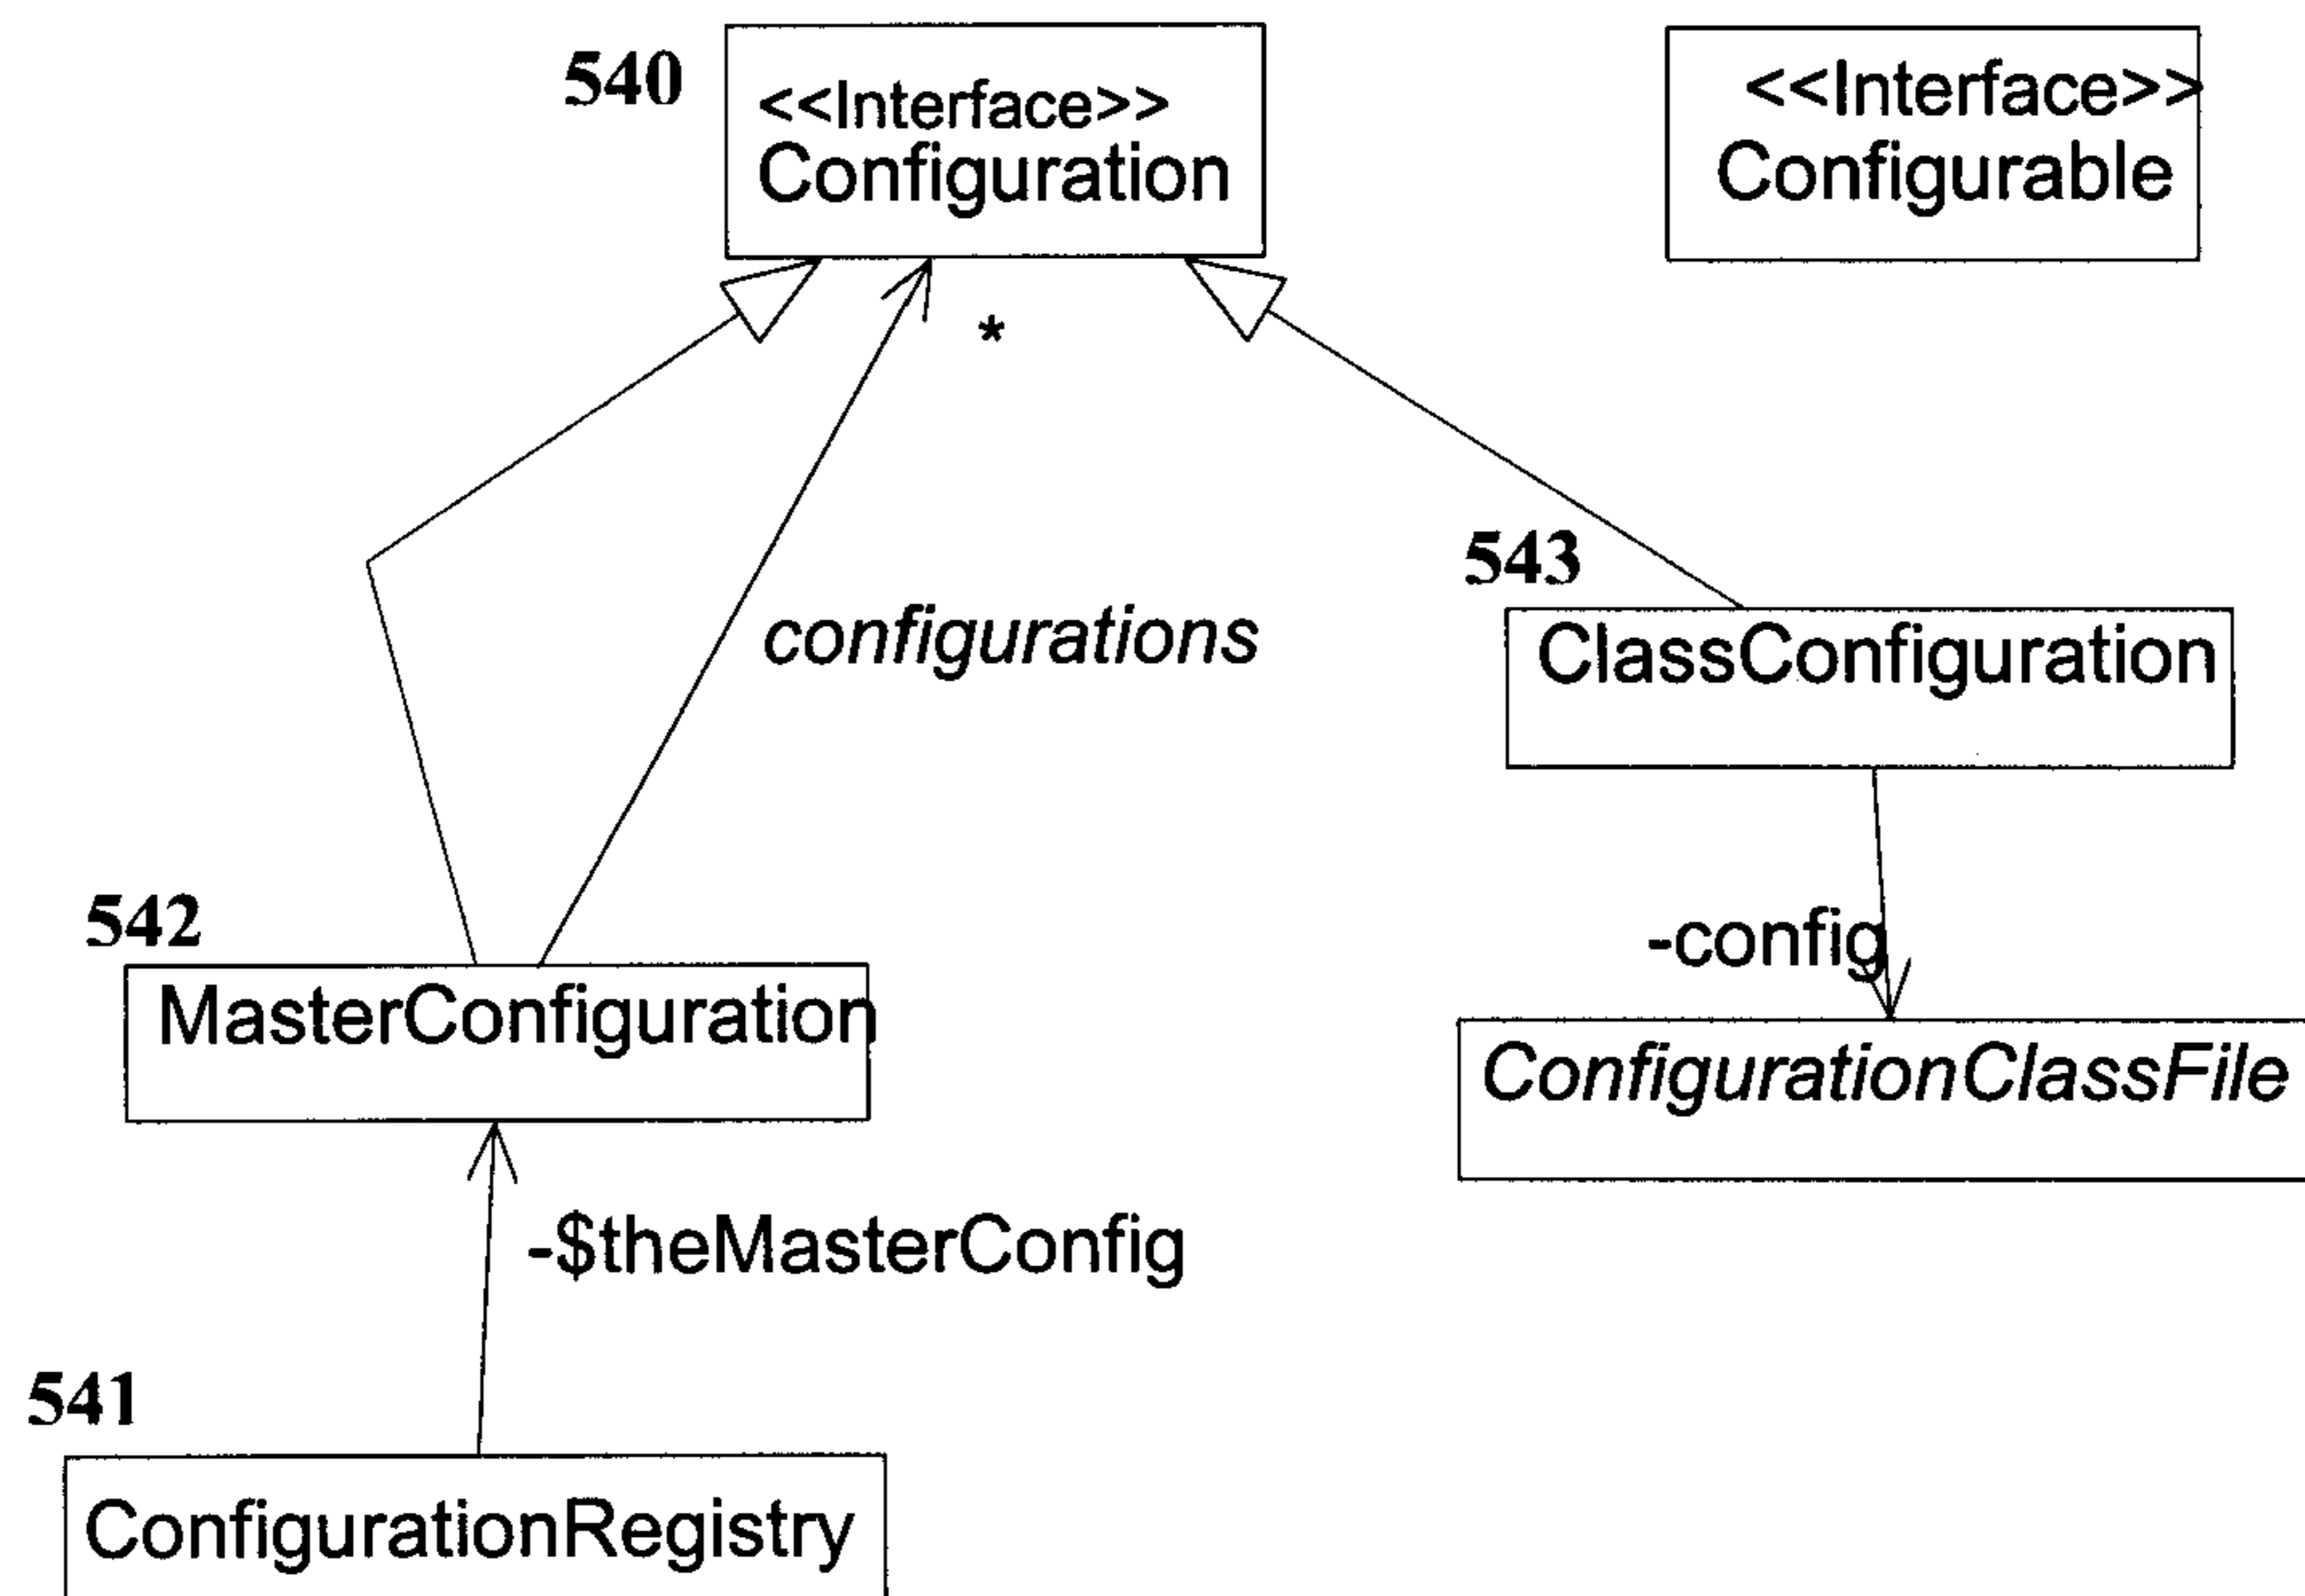 540
<<Interface>>
Configuration
<<Interface>>
Configurable
*
configurations
543
ClassConfiguration
-config
ConfigurationClassFile
542
MasterConfiguration
-$theMasterConfig
541
ConfigurationRegistry